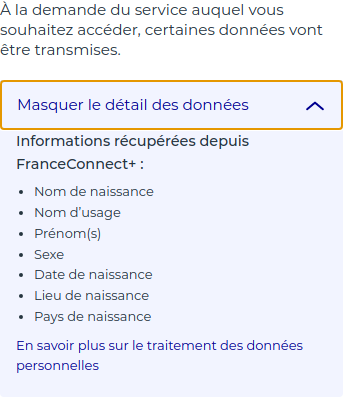 À la demande du service auquel vous
souhaitez accéder, certaines données vont
être transmises.
Masquer le détail des données
Informations récupérées depuis
FranceConnect+ :
• Nom de naissance
• Nom d’usage
• Prénom(s)
• Sexe
• Date de naissance
• Lieu de naissance
• Pays de naissance
En savoir plus sur le traitement des données
personnelles